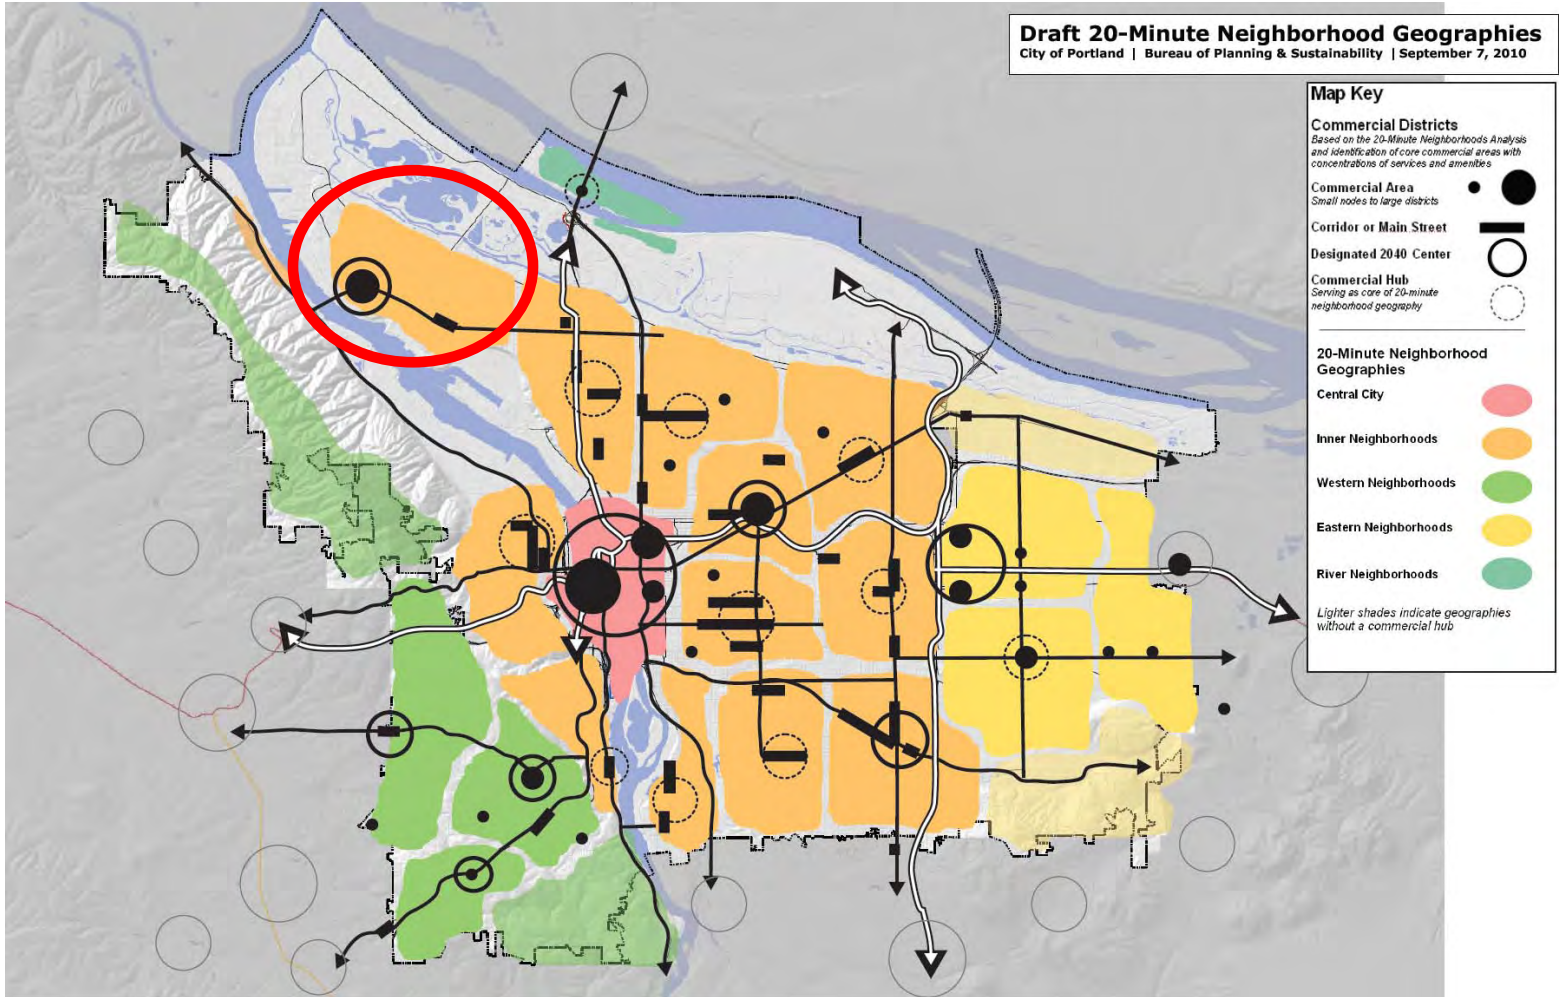 Draft 20-Minute Neighborhood Geographies
City of Portland | Bureau of Planning & Sustainability | September 7, 2010
Map Key
Commercial Districts
Based on the 20-Minute Neighborhoods Analysis
and identification of core commercial areas with
concentrations of services and amenities
Commercial Area
Small nodes to large districts
Corridor or Main Street
Designated 2040 Center
Commercial Hub
Serving as core of 20-minute
neighborhood geography
20-Minute Neighborhood
Geographies
Central City
Inner Neighborhoods
Western Neighborhoods
Eastern Neighborhoods
River Neighborhoods
Lighter shades indicate geographies
without a commercial hub